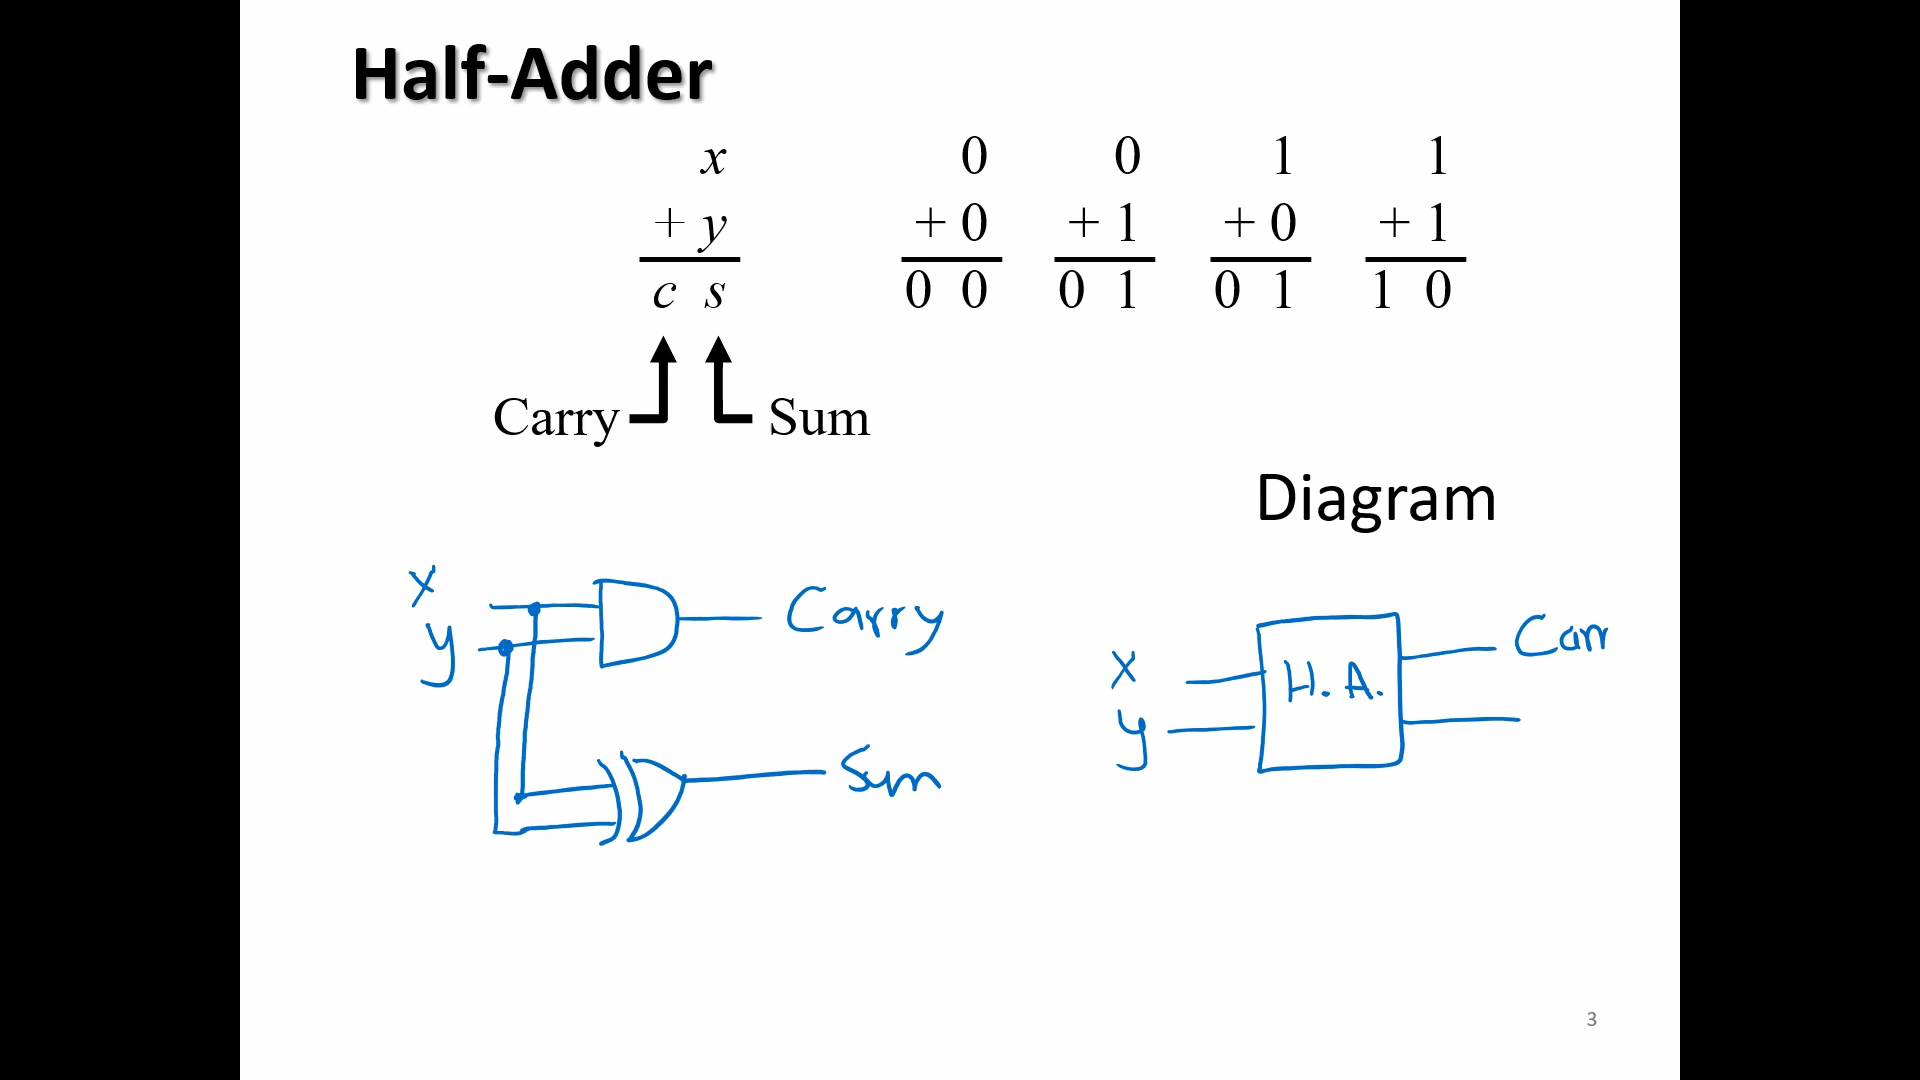 Half-Adder
x 0 0 1 1
+ y + 0 + 1 + 0 + 1
c s 0 0 0 1 0 1 1 0
Carry Sum
Diagram
x
y
Carry
Sum
x
y
H.A.
Carr
3